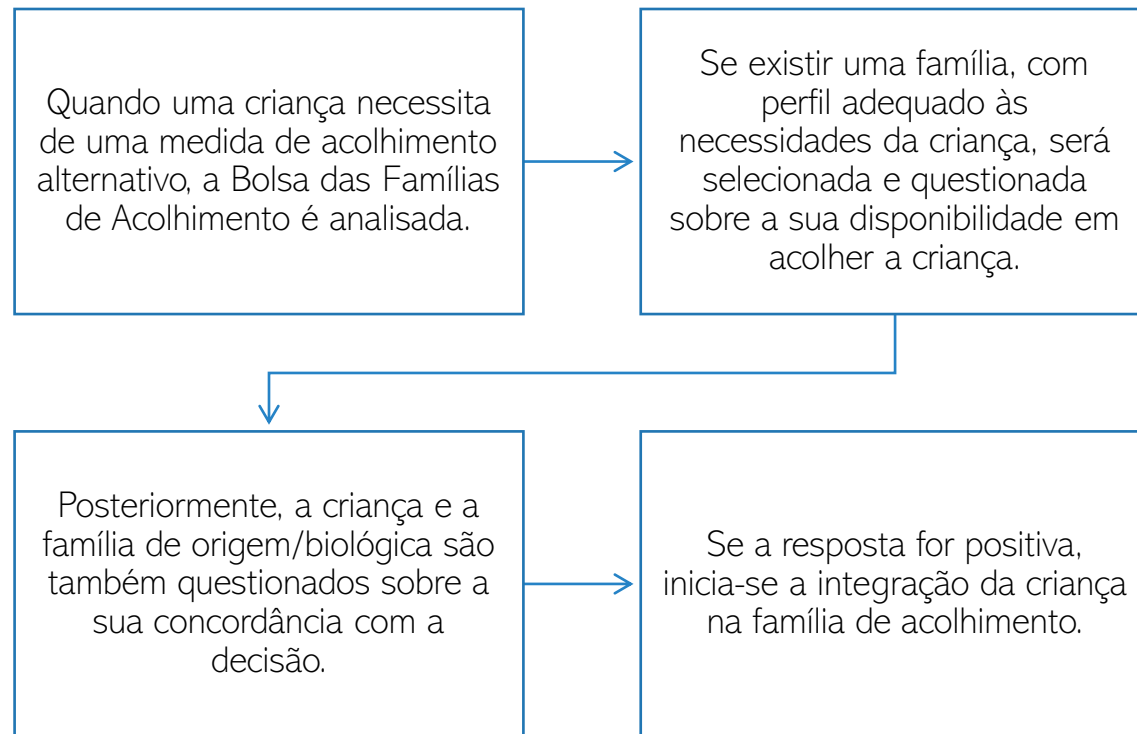 Quando uma criança necessita
de uma medida de acolhimento
alternativo, a Bolsa das Famílias
de Acolhimento é analisada.
Se existir uma família, com
perfil adequado às
necessidades da criança, será
selecionada e questionada
sobre a sua disponibilidade em
acolher a criança.
Posteriormente, a criança e a
família de origem/biológica são
também questionados sobre a
sua concordância com a
decisão.
Se a resposta for positiva,
inicia-se a integração da criança
na família de acolhimento.